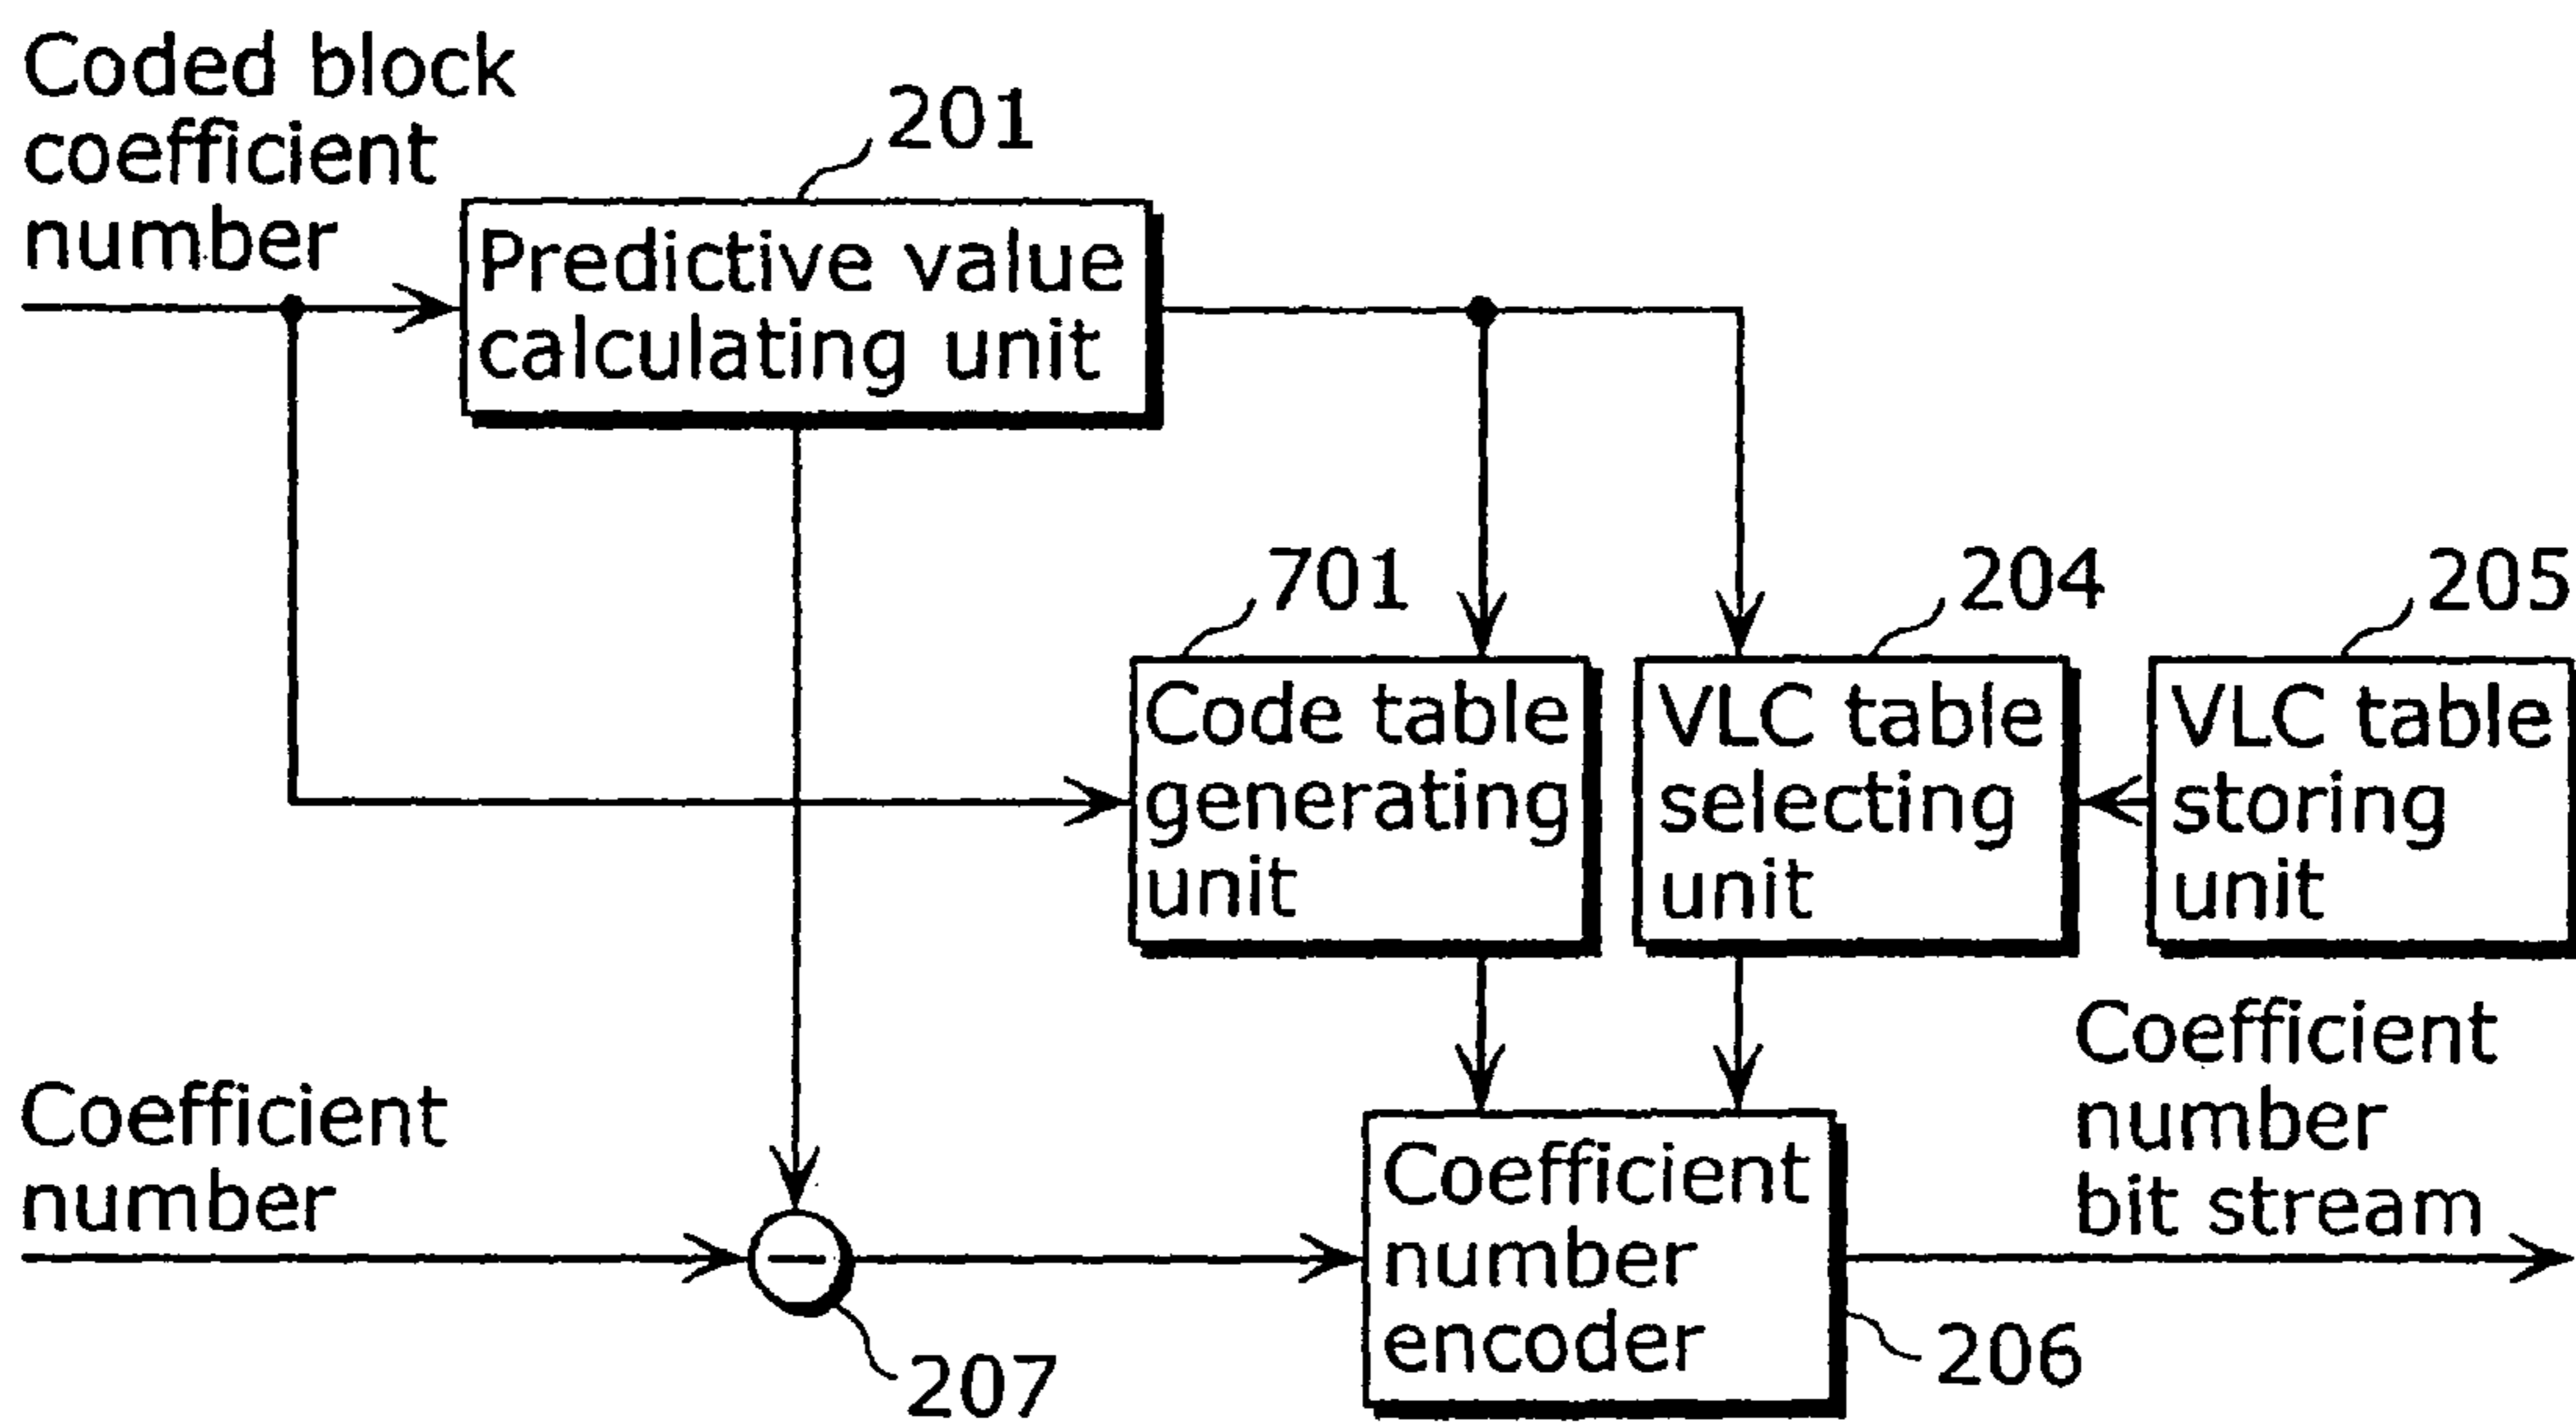 Coded block
coefficient
number
201
Predictive value
calculating unit
701
204
205
Code table
generating
unit
VLC table
selecting
unit
VLC table
storing
unit
Coefficient
number
Coefficient
number
encoder
Coefficient
number
bit stream
207
206